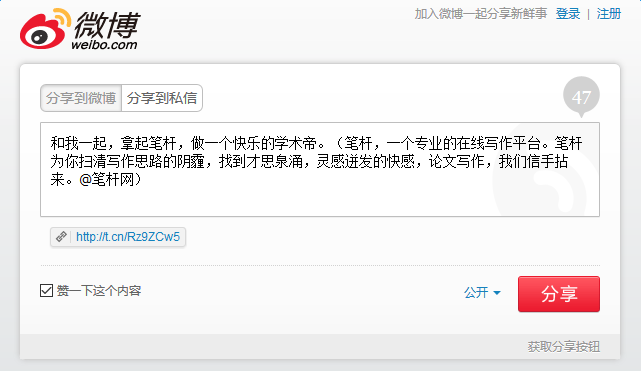 微博
weibo.com
加入微博一起分享新鲜事 登录 | 注册
分享到微博 分享到私信
47
和我一起，拿起笔杆，做一个快乐的学术帝。（笔杆，一个专业的在线写作平台。笔杆
为你扫清写作思路的阴霾，找到才思泉涌，灵感迸发的快感，论文写作，我们信手拈
来。@笔杆网）
http://t.cn/Rz9ZCw5
赞一下这个内容
公开
分享
获取分享按钮